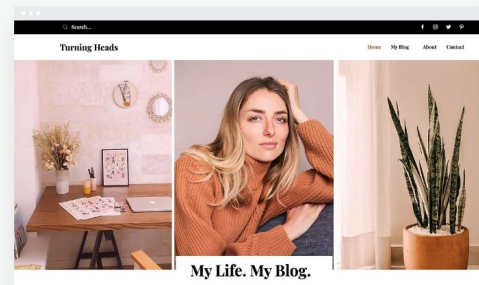 Search...
Turning Heads
Home My Blog About Contact
My Life. My Blog.